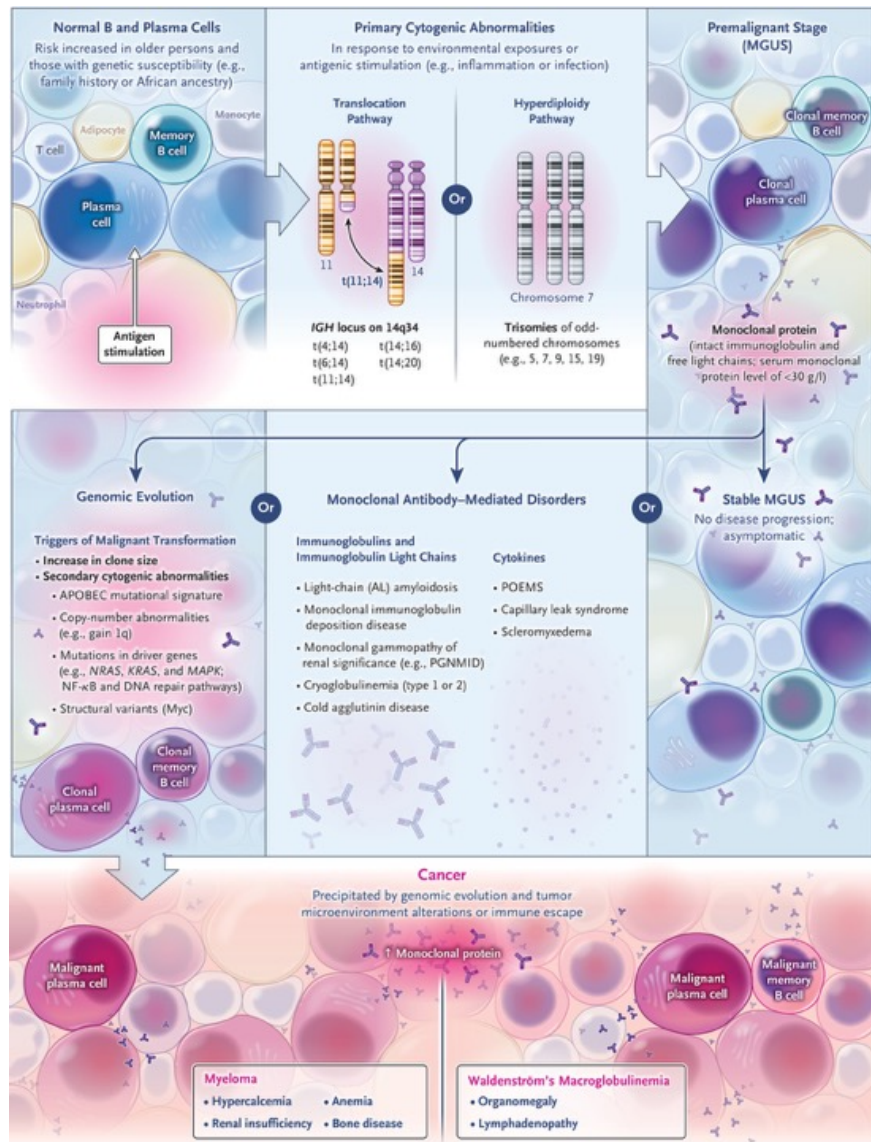 Normal B and Plasma Cells
Risk increased in older persons and
those with genetic susceptibility (e.g.,
family history or African ancestry)
Adipocyte
Monocyte
T cell
Memory
B cell
Plasma
cell
Neutrophil
Antigen
stimulation
Primary Cytogenic Abnormalities
In response to environmental exposures or
antigenic stimulation (e.g., inflammation or infection)
Translocation
Pathway
11
14
t(11;14)
IGH locus on 14q34
t(4;14)
t(14;16)
t(6;14)
t(14;20)
t(11;14)
Or
Hyperdiploidy
Pathway
Chromosome 7
Trisomies of odd-
numbered chromosomes
(e.g., 5, 7, 9, 15, 19)
Premalignant Stage
(MGUS)
Clonal memory
B cell
Clonal
plasma cell
Monoclonal protein
(intact immunoglobulin and
free light chains; serum monoclonal
protein level of <30 g/l)
Genomic Evolution
Triggers of Malignant Transformation
• Increase in clone size
• Secondary cytogenic abnormalities
• APOBEC mutational signature
• Copy-number abnormalities
(e.g., gain 1q)
• Mutations in driver genes
(e.g., NRAS, KRAS, and MAPK;
NF-κB and DNA repair pathways)
• Structural variants (Myc)
Clonal
memory
B cell
Clonal
plasma cell
Or
Monoclonal Antibody–Mediated Disorders
Immunoglobulins and
Immunoglobulin Light Chains
• Light-chain (AL) amyloidosis
• Monoclonal immunoglobulin
deposition disease
• Monoclonal gammopathy of
renal significance (e.g., PGNMID)
• Cryoglobulinemia (type 1 or 2)
• Cold agglutinin disease
Cytokines
• POEMS
• Capillary leak syndrome
• Scleromyxedema
Or
Stable MGUS
No disease progression;
asymptomatic
Cancer
Precipitated by genomic evolution and tumor
microenvironment alterations or immune escape
↑ Monoclonal protein
Malignant
plasma cell
Malignant
plasma cell
Malignant
memory
B cell
Myeloma
• Hypercalcemia
• Anemia
• Renal insufficiency
• Bone disease
Waldenström's Macroglobulinemia
• Organomegaly
• Lymphadenopathy